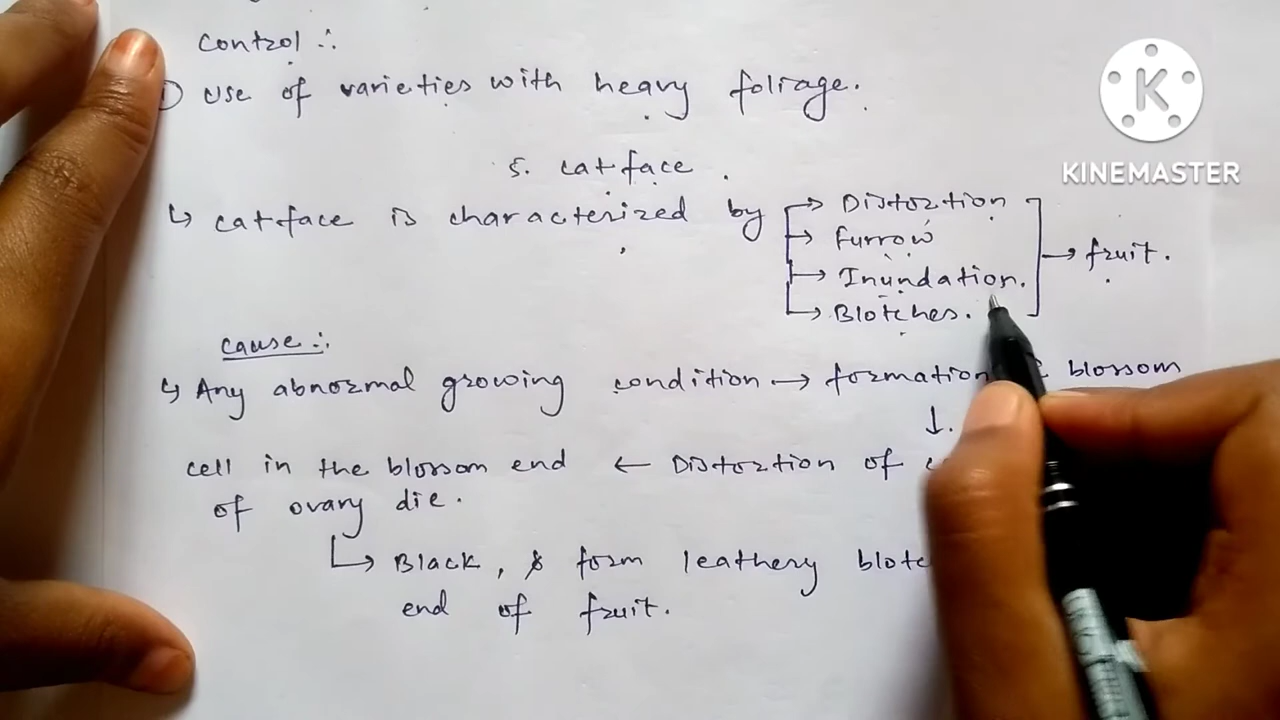 Control :-
① Use of varieties with heavy foliage.
KINEMASTER
5. catface.
↳ catface is characterized by → Distortion
→ Furrow
→ Inundation.
→ Blotches.
→ fruit.
cause :-
↳ Any abnormal growing condition → formation blossom
↓.
cell in the blossom end ← Distortion of
of ovary die.
↳ Black, & form leathery
end of fruit.